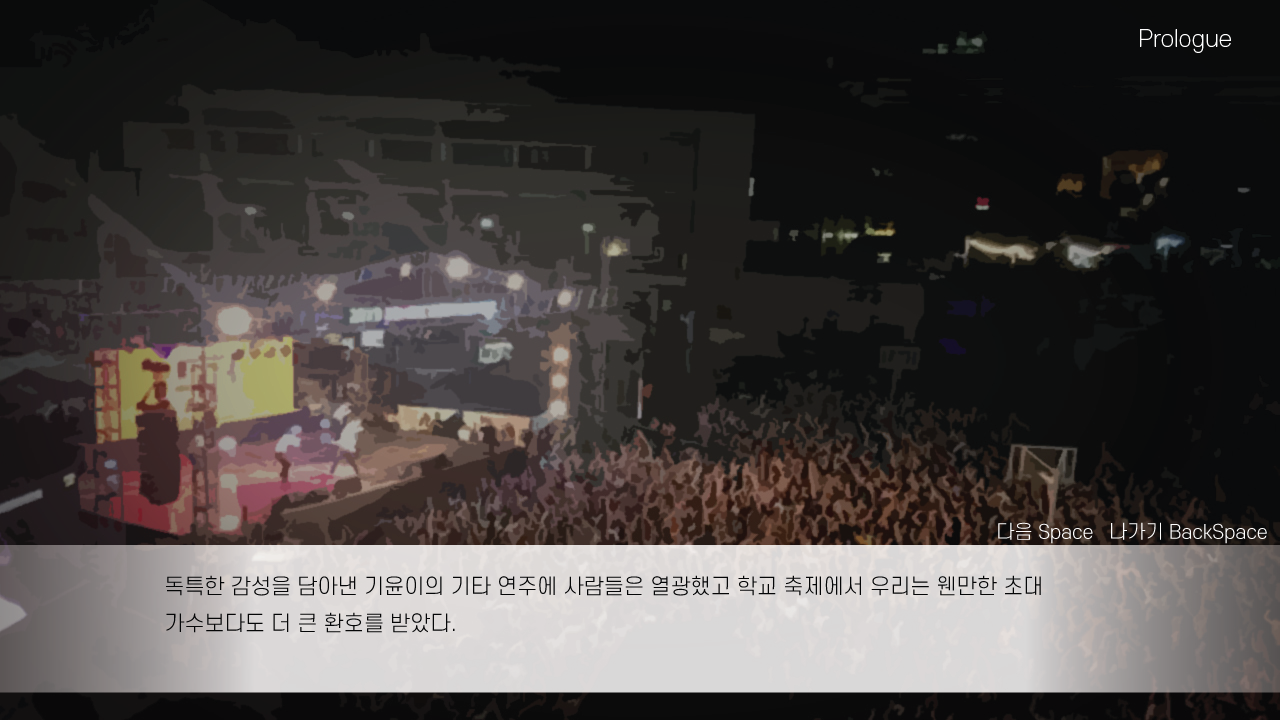 Prologue
다음 Space 나가기 BackSpace
독특한 감성을 담아낸 기윤이의 기타 연주에 사람들은 열광했고 학교 축제에서 우리는 웬만한 초대
가수보다도 더 큰 환호를 받았다.